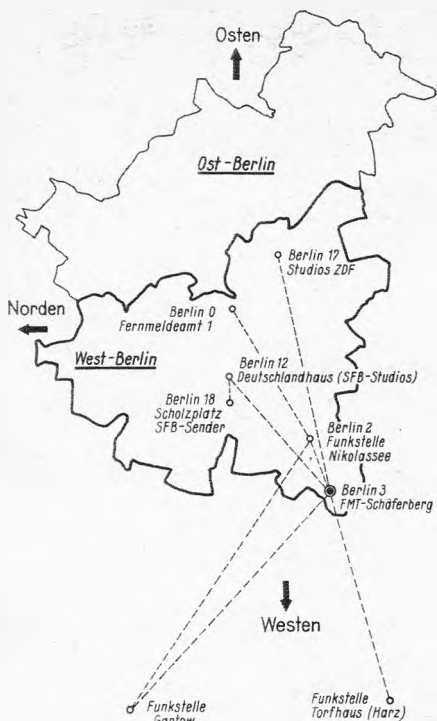 Osten
Ost-Berlin
Berlin 17
Studios ZDF
Norden
Berlin 0
Fernmeldeamt 1
West-Berlin
Berlin 12
Deutschlandhaus (SFB-Studios)
Berlin 18
Scholzplatz
SFB-Sender
Berlin 2
Funkstelle
Nikolassee
Berlin 3
FMT-Schäferberg
Westen
Funkstelle
Funkstelle
Torfhaus (Harz)